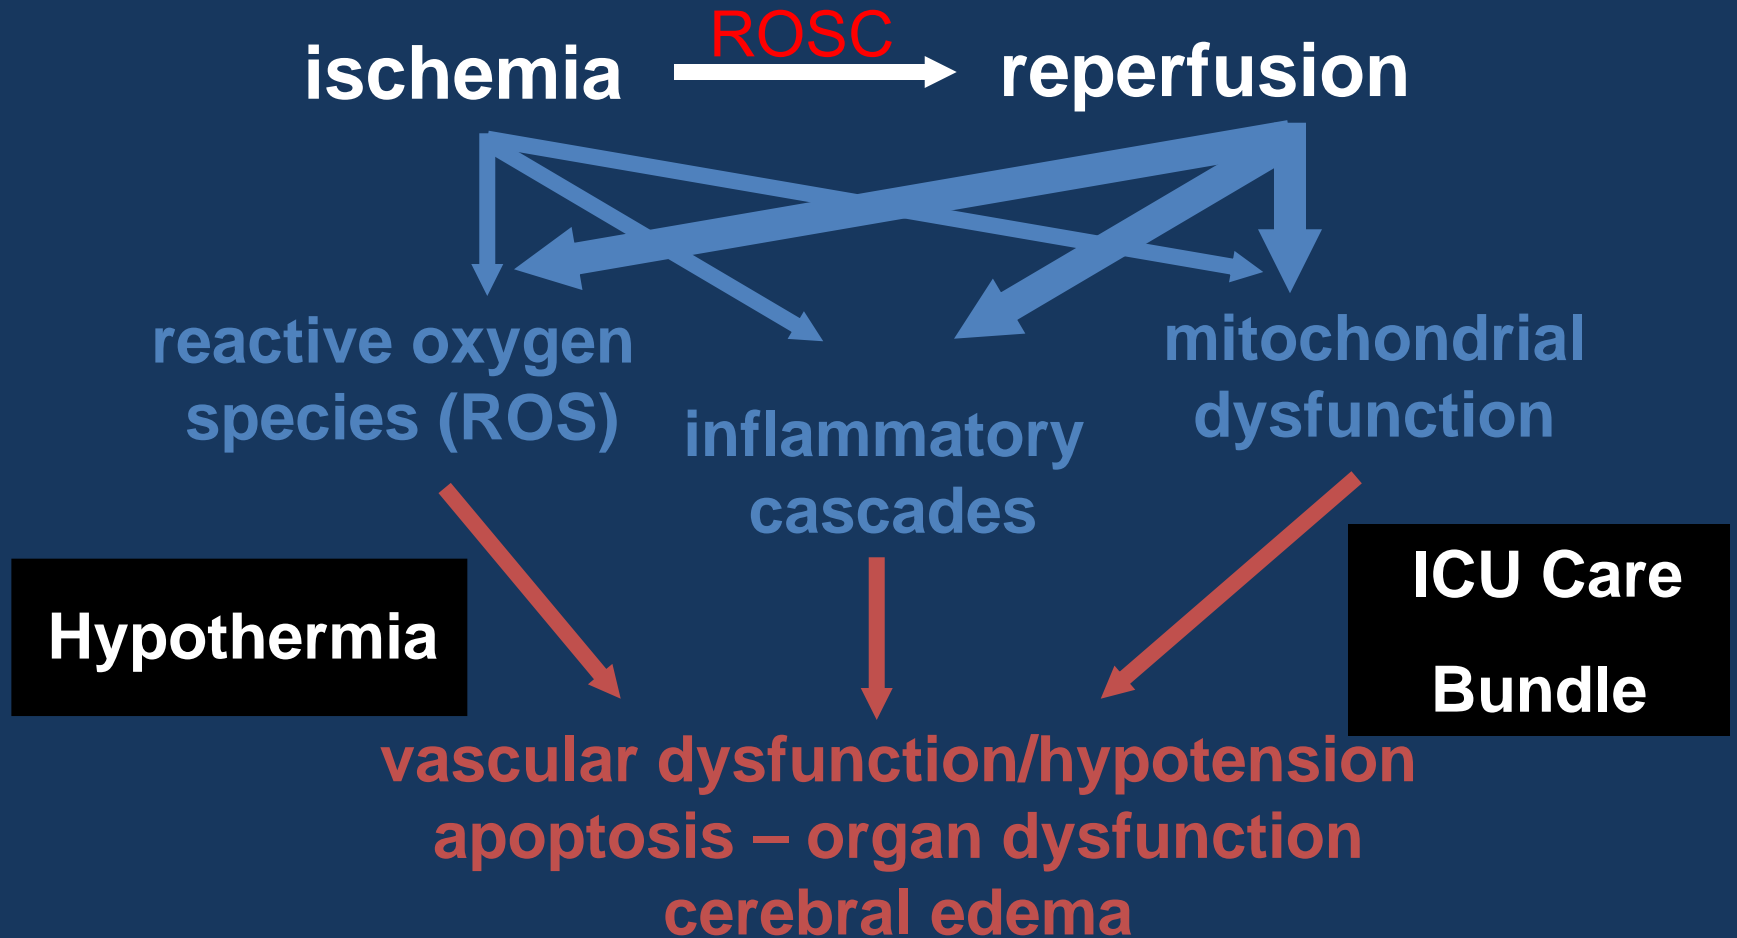 ROSC
ischemia
reperfusion
reactive oxygen
species (ROS)
inflammatory
cascades
mitochondrial
dysfunction
Hypothermia
ICU Care
Bundle
vascular dysfunction/hypotension
apoptosis – organ dysfunction
cerebral edema